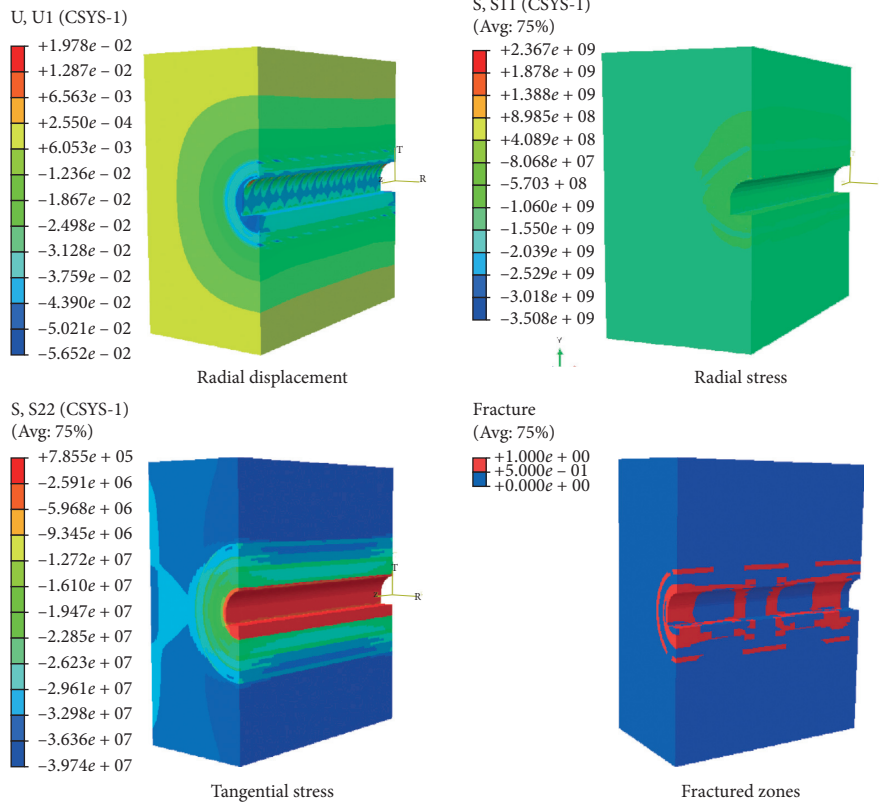 U, U1 (CSYS-1)
+1.978e − 02
+1.287e − 02
+6.563e − 03
+2.550e − 04
+6.053e − 03
−1.236e − 02
−1.867e − 02
−2.498e − 02
−3.128e − 02
−3.759e − 02
−4.390e − 02
−5.021e − 02
−5.652e − 02
T
R
Radial displacement
S, S11 (CSYS-1)
(Avg: 75%)
+2.367e + 09
+1.878e + 09
+1.388e + 09
+8.985e + 08
+4.089e + 08
−8.068e + 07
−5.703 + 08
−1.060e + 09
−1.550e + 09
−2.039e + 09
−2.529e + 09
−3.018e + 09
−3.508e + 09
Y
Radial stress
S, S22 (CSYS-1)
(Avg: 75%)
+7.855e + 05
−2.591e + 06
−5.968e + 06
−9.345e + 06
−1.272e + 07
−1.610e + 07
−1.947e + 07
−2.285e + 07
−2.623e + 07
−2.961e + 07
−3.298e + 07
−3.636e + 07
−3.974e + 07
T
R
Tangential stress
Fracture
(Avg: 75%)
+1.000e + 00
+5.000e − 01
+0.000e + 00
Fractured zones